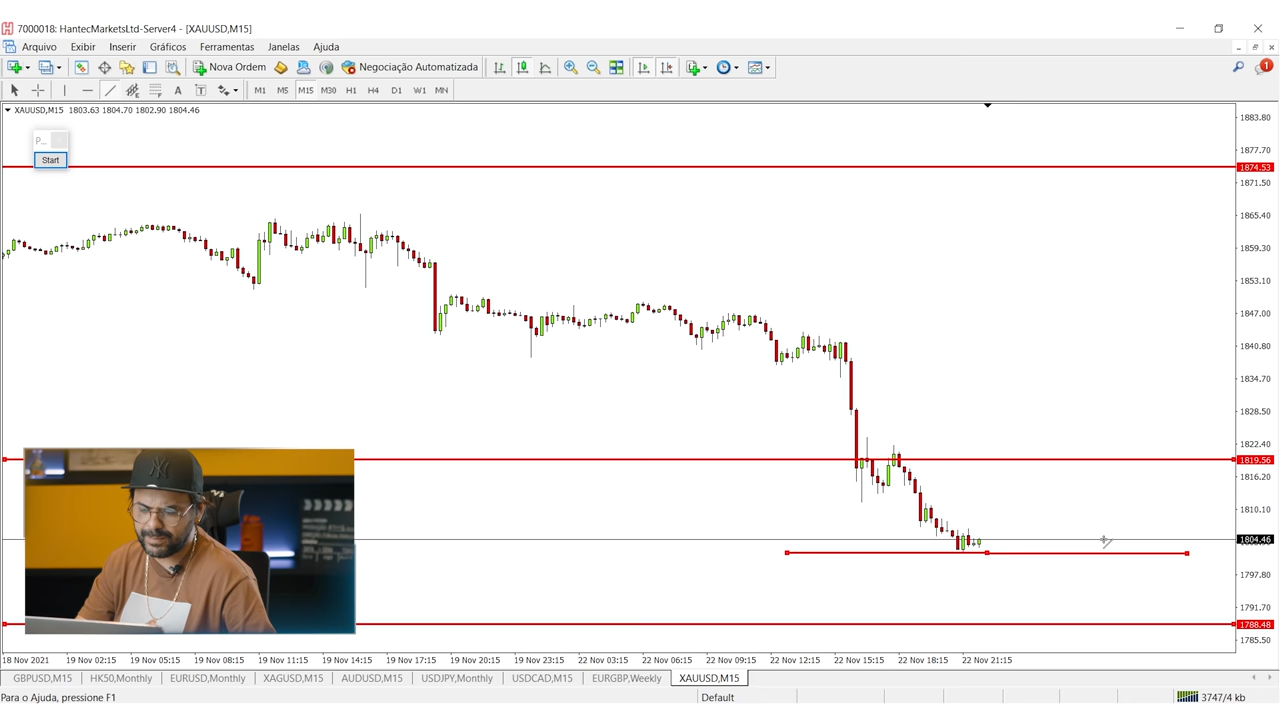 7000018: HantecMarketsLtd-Server4 - [XAUUSD,M15]
Arquivo Exibir Inserir Gráficos Ferramentas Janelas Ajuda
Nova Ordem Negociação Automatizada 1
A T M1 M5 M15 M30 H1 H4 D1 W1 MN
XAUUSD,M15 1803.63 1804.70 1802.90 1804.46
P...
Start
1883.80
1877.70
1874.53
1871.50
1865.40
1859.30
1853.10
1847.00
1840.80
1834.70
1828.50
1822.40
1819.56
1816.20
1810.10
1804.46
1797.80
1791.70
1788.48
1785.50
18 Nov 2021 19 Nov 02:15 19 Nov 05:15 19 Nov 08:15 19 Nov 11:15 19 Nov 14:15 19 Nov 17:15 19 Nov 20:15 19 Nov 23:15 22 Nov 03:15 22 Nov 06:15 22 Nov 09:15 22 Nov 12:15 22 Nov 15:15 22 Nov 18:15 22 Nov 21:15
GBPUSD,M15 HK50,Monthly EURUSD,Monthly XAGUSD,M15 AUDUSD,M15 USDJPY,Monthly USDCAD,M15 EURGBP,Weekly XAUUSD,M15
Para o Ajuda, pressione F1 Default 3747/4 kb